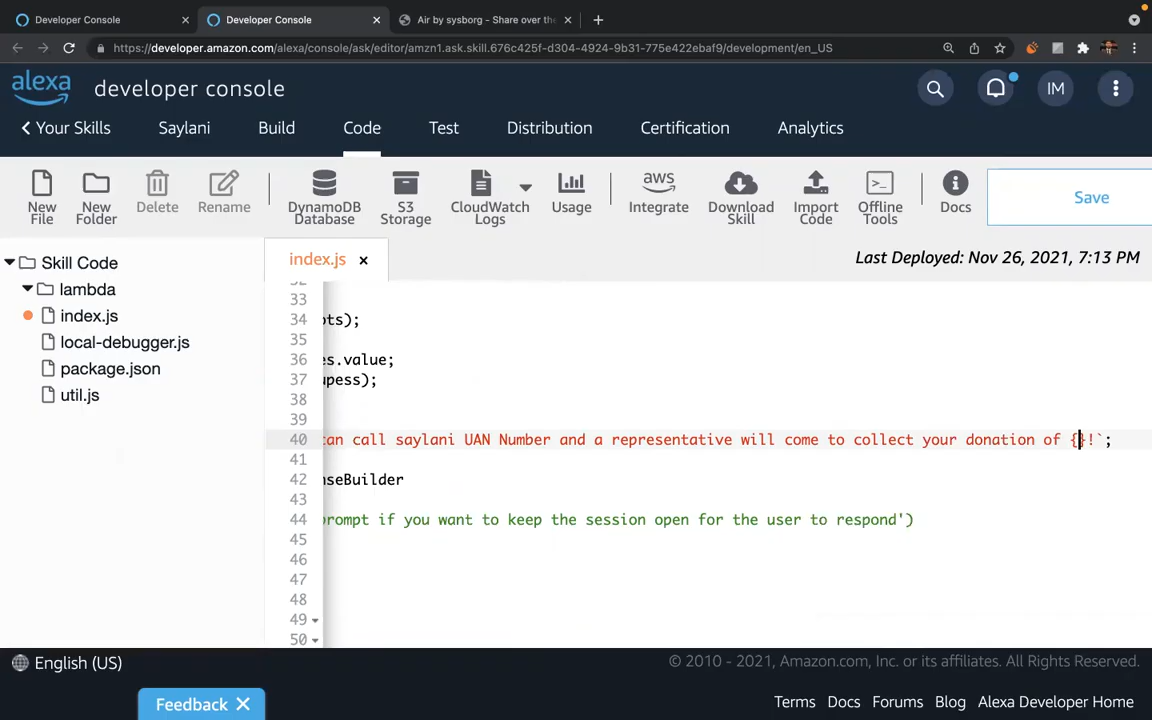 Developer Console × Developer Console × Air by sysborg - Share over the × +
https://developer.amazon.com/alexa/console/ask/editor/amzn1.ask.skill.676c425f-d304-4924-9b31-775e422ebaf9/development/en_US
alexa developer console IM
Your Skills Saylani Build Code Test Distribution Certification Analytics
New File
New Folder
Delete
Rename
DynamoDB Database
S3 Storage
CloudWatch Logs
Usage
aws Integrate
Download Skill
Import Code
Offline Tools
Docs
Save
Skill Code
lambda
index.js
local-debugger.js
package.json
util.js
index.js ×
Last Deployed: Nov 26, 2021, 7:13 PM
32
33
34 ots);
35
36 es.value;
37 upess);
38
39
40 can call saylani UAN Number and a representative will come to collect your donation of {}!`;
41
42 nseBuilder
43
44 prompt if you want to keep the session open for the user to respond')
45
46
47
48
49
50
English (US)
© 2010 - 2021, Amazon.com, Inc. or its affiliates. All Rights Reserved.
Feedback ×
Terms Docs Forums Blog Alexa Developer Home